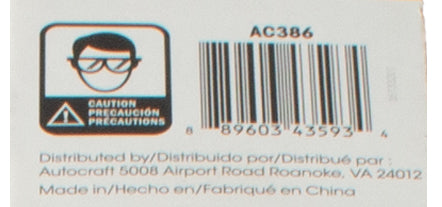 AC386
CAUTION
PRECAUCIÓN
PRÉCAUTIONS
8 89603 43593 4
Distributed by/Distribuido por/Distribué par :
Autocraft 5008 Airport Road Roanoke, VA 24012
Made in/Hecho en/Fabriqué en China